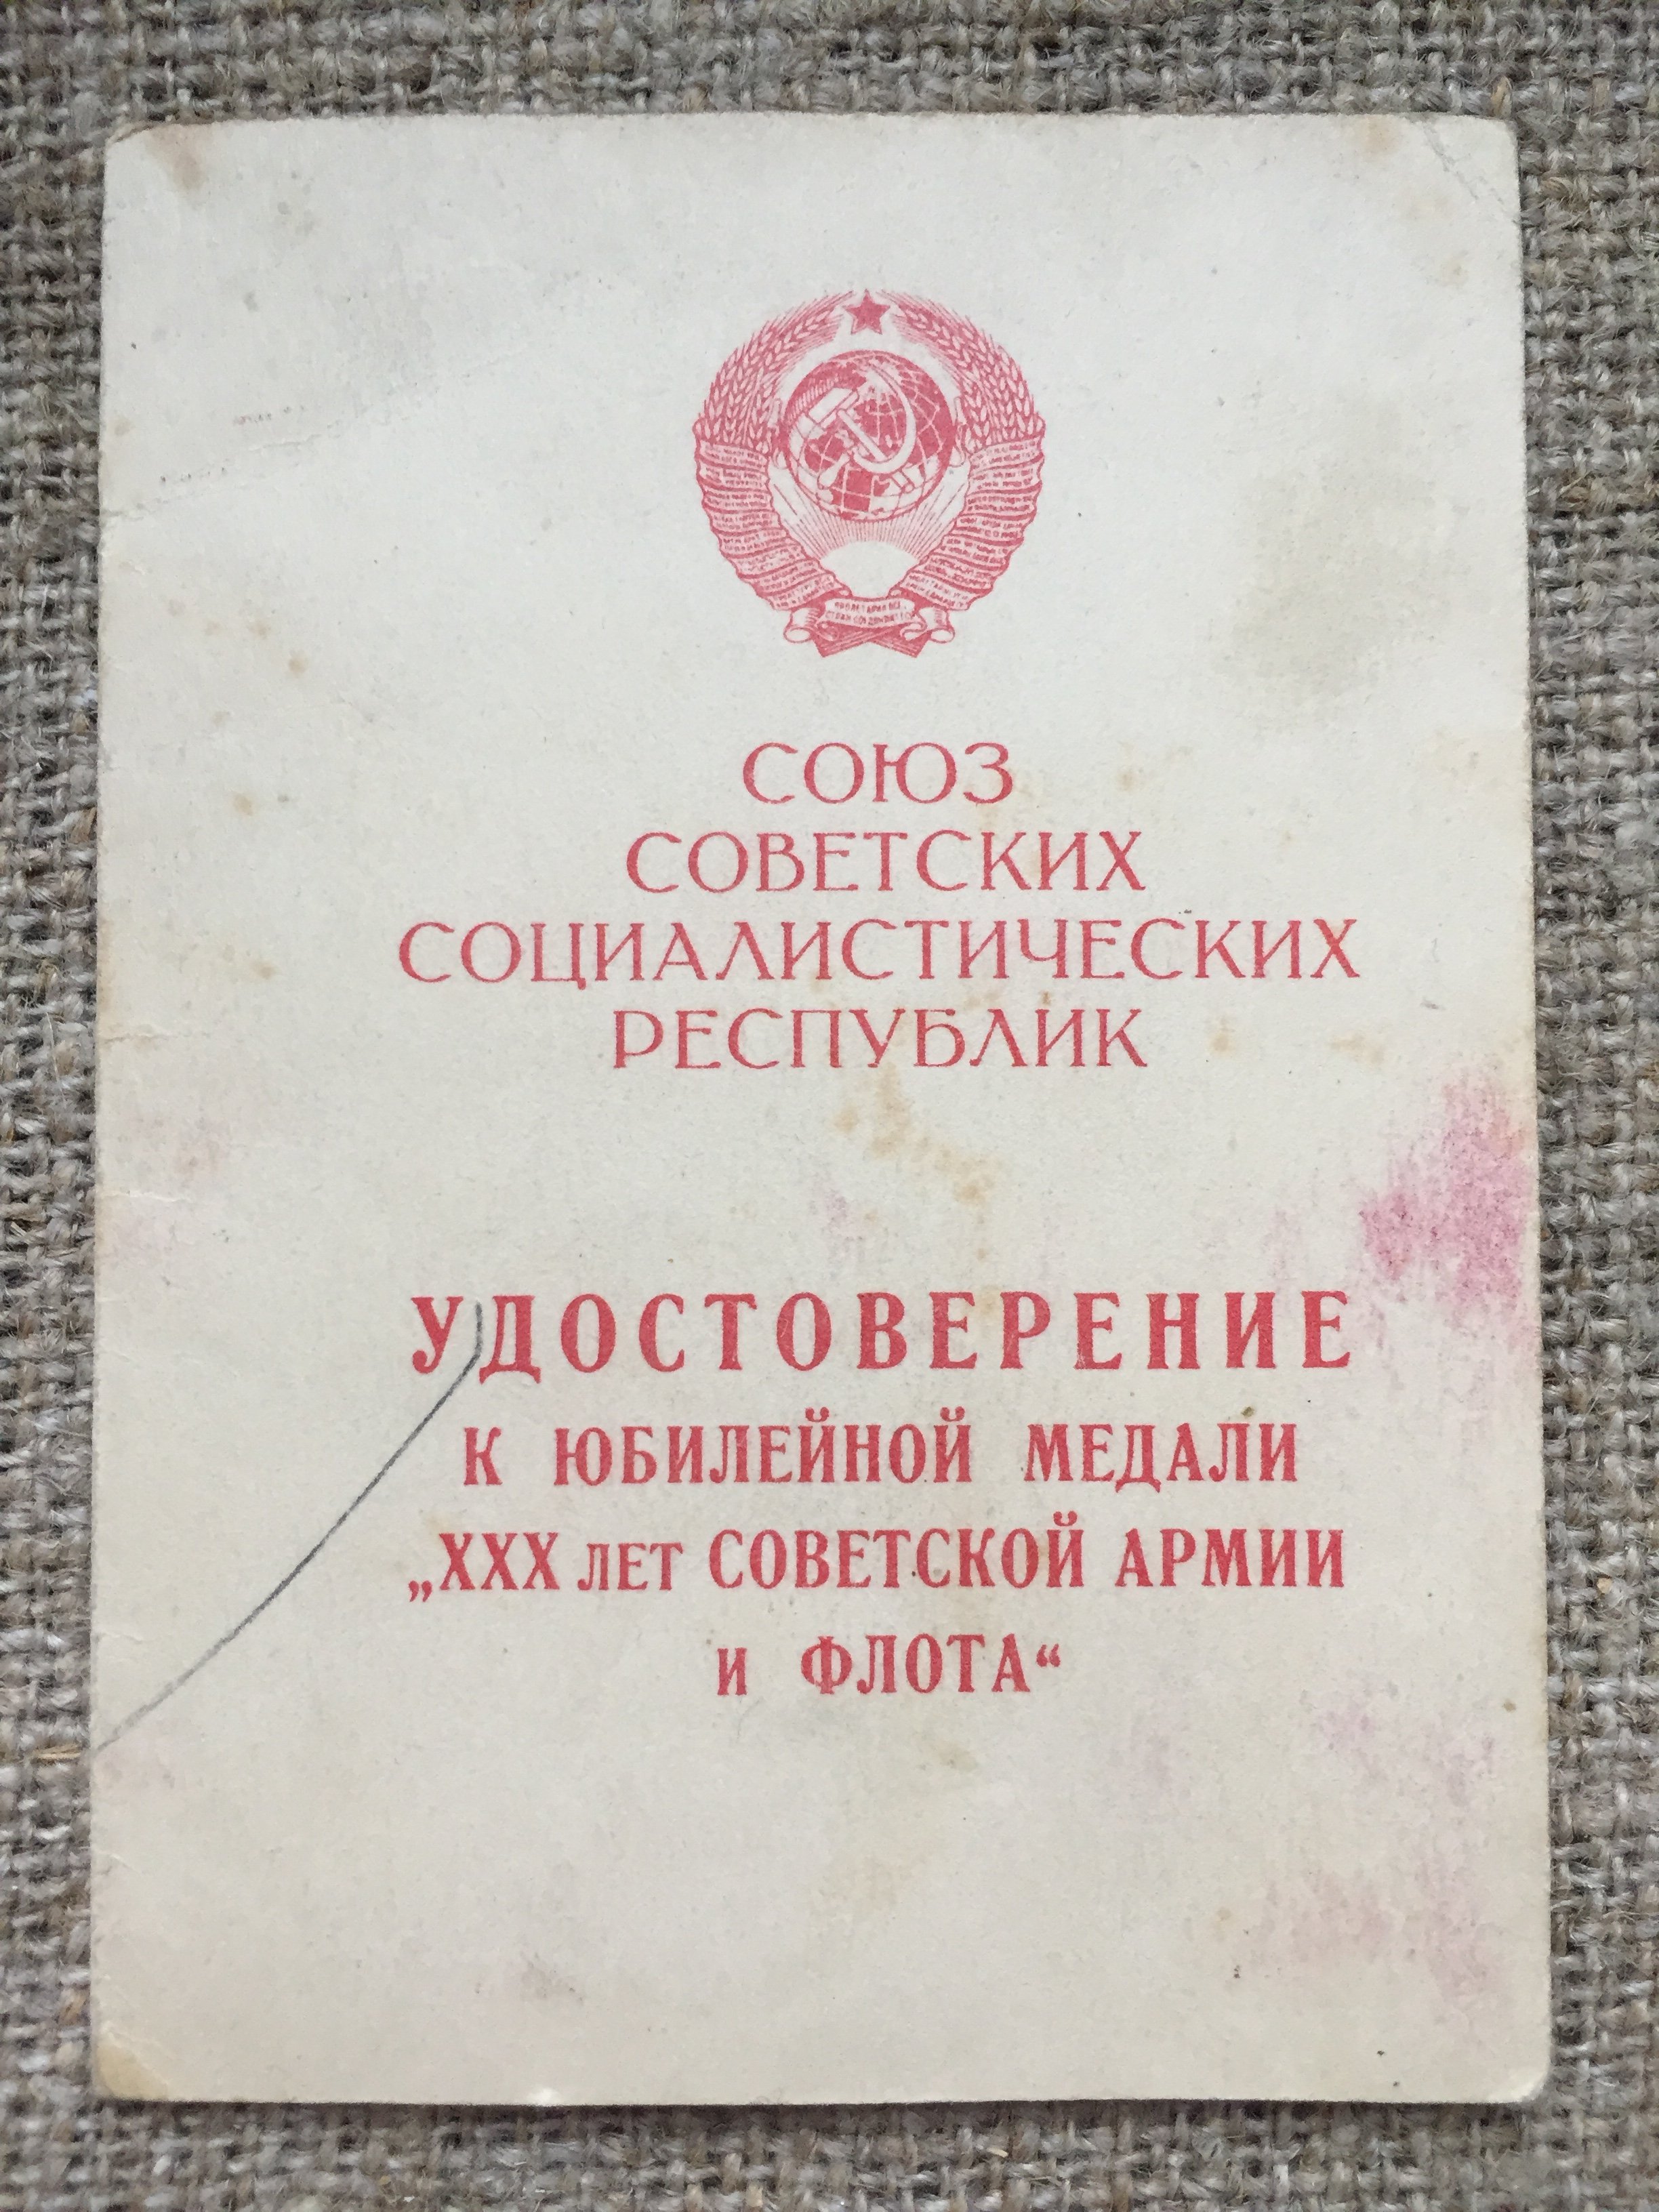 СОЮЗ
СОВЕТСКИХ
СОЦИАЛИСТИЧЕСКИХ
РЕСПУБЛИК
УДОСТОВЕРЕНИЕ
К ЮБИЛЕЙНОЙ МЕДАЛИ
„XXX ЛЕТ СОВЕТСКОЙ АРМИИ
И ФЛОТА“